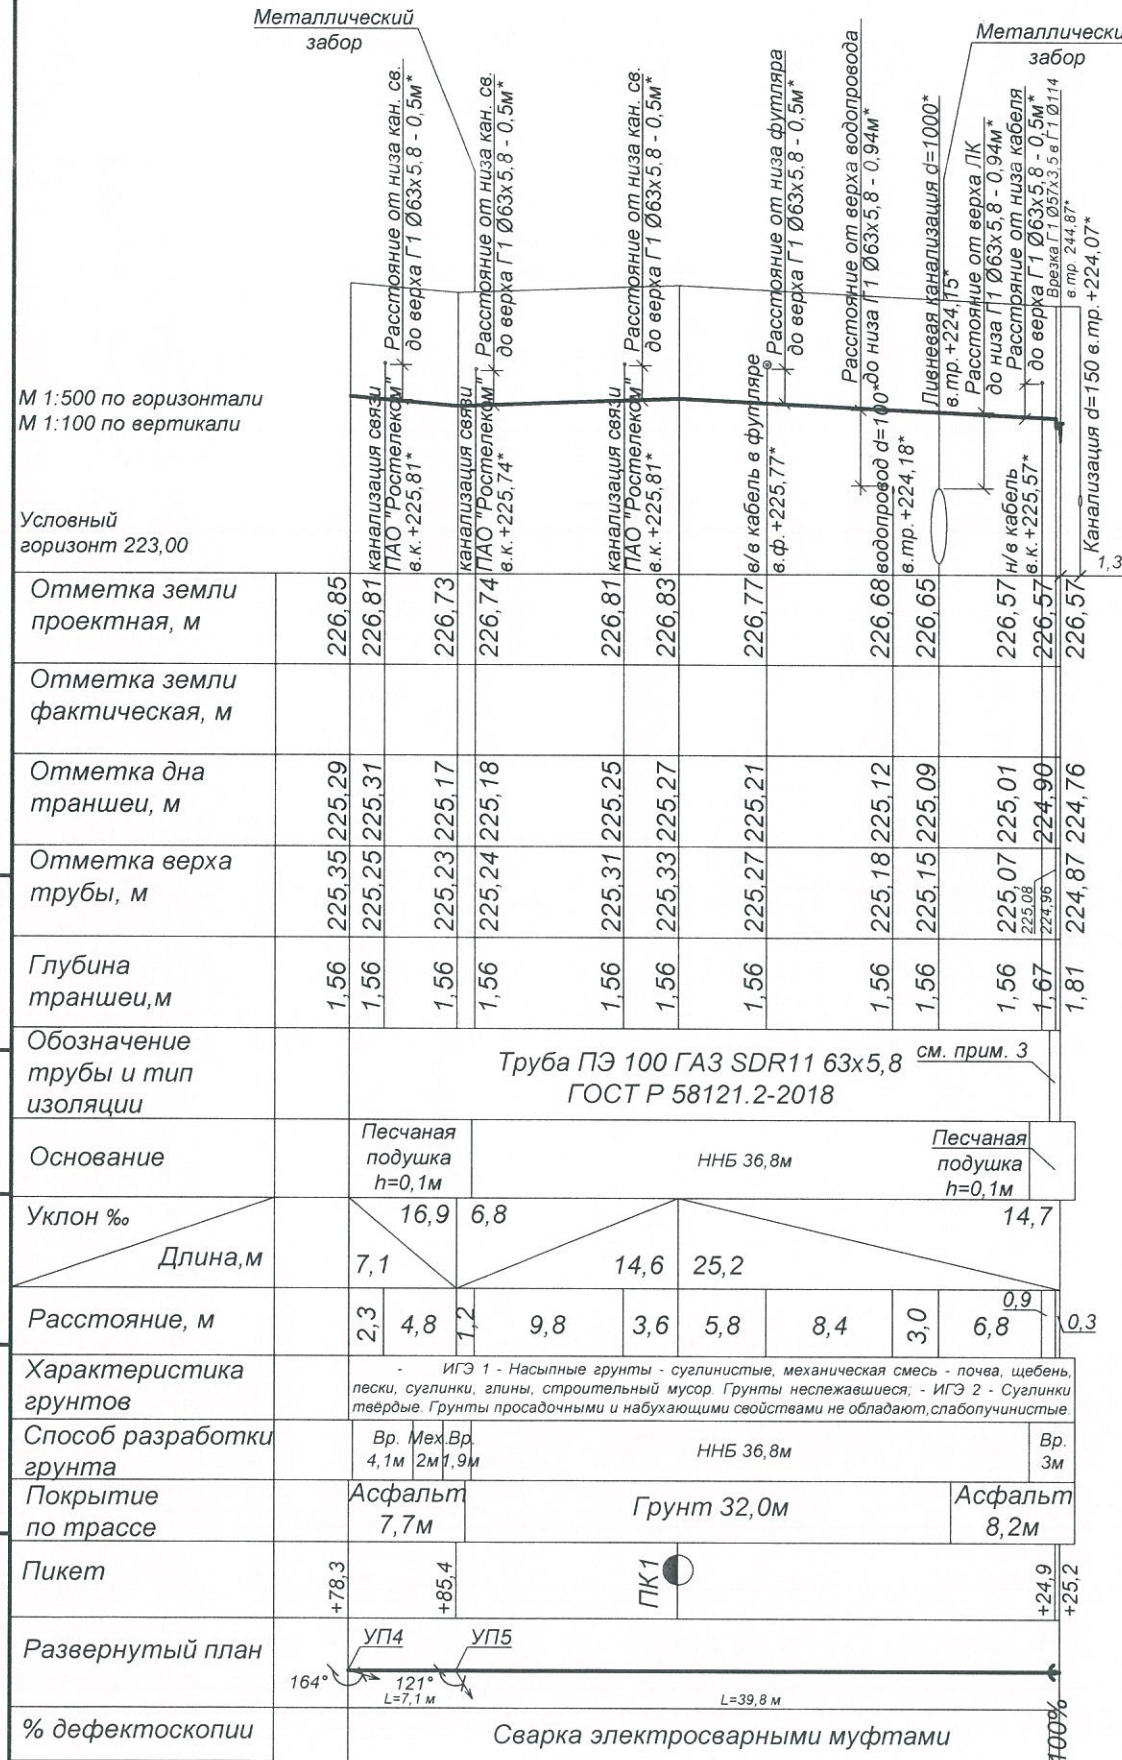 Металлический
забор
Металлически
забор
Расстояние от низа кан. св.
до верха Г1 Ø63х5,8 - 0,5м*
Расстояние от низа кан. св.
до верха Г1 Ø63х5,8 - 0,5м*
Расстояние от низа кан. св.
до верха Г1 Ø63х5,8 - 0,5м*
Расстояние от низа футляра
до верха Г1 Ø63х5,8 - 0,5м*
Расстояние от верха водопровода
до низа Г1 Ø63х5,8 - 0,94м*
Ливневая канализация d=1000*
в.тр.+224,15*
Расстояние от верха ЛК
до низа Г1 Ø63х5,8 - 0,94м*
Расстояние от низа кабеля
до верха Г1 Ø63х5,8 - 0,5м*
Врезка Г1 Ø57х3,5 в Г1 Ø114
в.тр. 244,87*
Канализация d=150 в.тр.+224,07*
М 1:500 по горизонтали
М 1:100 по вертикали
Условный
горизонт 223,00
канализация связи
ПАО "Ростелеком"
в.к.+225,81*
канализация связи
ПАО "Ростелеком"
в.к.+225,74*
канализация связи
ПАО "Ростелеком"
в.к.+225,81*
н/в кабель в футляре
в.ф.+225,77*
водопровод d=100*
в.тр.+224,18*
н/в кабель
в.к.+225,57*
1,3
Отметка земли
проектная, м
226,85 226,81 226,73 226,74 226,81 226,83 226,77 226,68 226,65 226,57 226,57 226,57
Отметка земли
фактическая, м
Отметка дна
траншеи, м
225,29 225,31 225,17 225,18 225,25 225,27 225,21 225,12 225,09 225,01 224,90 224,76
Отметка верха
трубы, м
225,35 225,25 225,23 225,24 225,31 225,33 225,27 225,18 225,15 225,07 225,08 224,96 224,87
Глубина
траншеи,м
1,56 1,56 1,56 1,56 1,56 1,56 1,56 1,56 1,56 1,56 1,67 1,81
Обозначение
трубы и тип
изоляции
Труба ПЭ 100 ГАЗ SDR11 63х5,8
ГОСТ Р 58121.2-2018
см. прим. 3
Основание
Песчаная
подушка
h=0,1м
ННБ 36,8м
Песчаная
подушка
h=0,1м
Уклон ‰
16,9 6,8 14,7
Длина,м
7,1 14,6 25,2
Расстояние, м
2,3 4,8 1,2 9,8 3,6 5,8 8,4 3,0 6,8 0,9 0,3
Характеристика
грунтов
- ИГЭ 1 - Насыпные грунты - суглинистые, механическая смесь - почва, щебень,
пески, суглинки, глины, строительный мусор. Грунты неслежавшиеся; - ИГЭ 2 - Суглинки
твёрдые. Грунты просадочными и набухающими свойствами не обладают,слабопучинистые.
Способ разработки
грунта
Вр.
4,1м
Мех.
2м
Вр.
1,9м
ННБ 36,8м
Вр.
3м
Покрытие
по трассе
Асфальт
7,7м
Грунт 32,0м
Асфальт
8,2м
Пикет
+78,3 +85,4 ПК1 +24,9 +25,2
Развернутый план
УП4 УП5
164° 121°
L=7,1 м L=39,8 м
% дефектоскопии
Сварка электросварными муфтами
100%